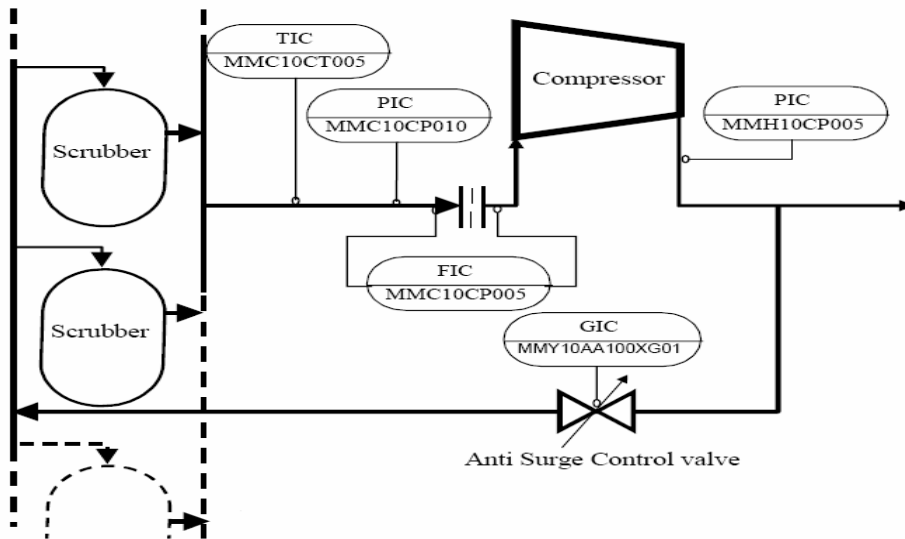 TIC
MMC10CT005
PIC
MMC10CP010
Compressor
PIC
MMH10CP005
Scrubber
FIC
MMC10CP005
Scrubber
GIC
MMY10AA100XG01
Anti Surge Control valve